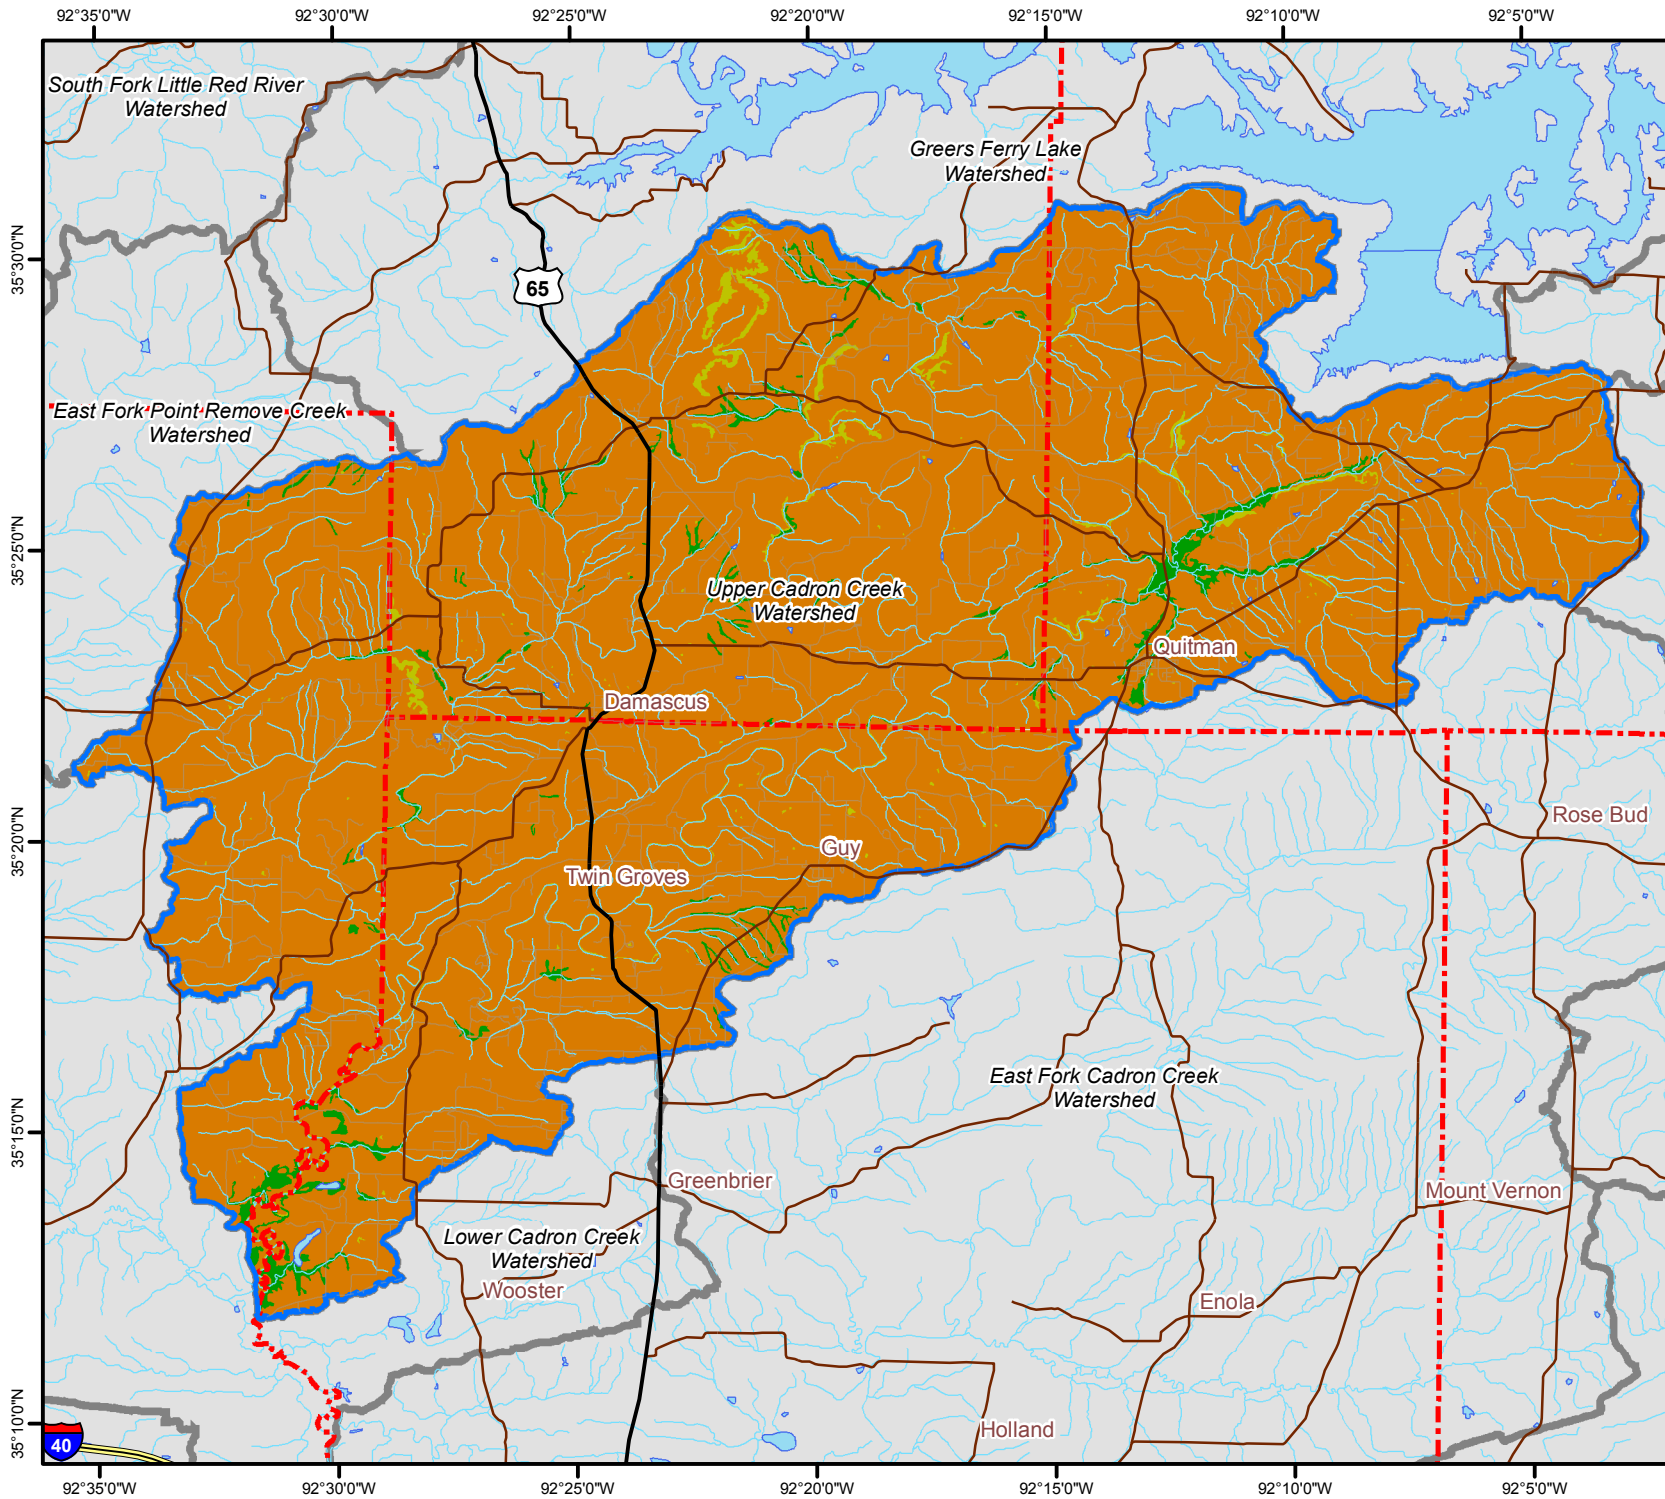 92°35'0"W 92°30'0"W 92°25'0"W 92°20'0"W 92°15'0"W 92°10'0"W 92°5'0"W
South Fork Little Red River
Watershed
Greers Ferry Lake
Watershed
35°30'0"N
65
East Fork Point Remove Creek
Watershed
35°25'0"N
Upper Cadron Creek
Watershed
Quitman
Damascus
35°20'0"N
Rose Bud
Guy
Twin Groves
35°15'0"N
East Fork Cadron Creek
Watershed
Greenbrier
Mount Vernon
Lower Cadron Creek
Watershed
Wooster
Enola
35°10'0"N
Holland
40
92°35'0"W 92°30'0"W 92°25'0"W 92°20'0"W 92°15'0"W 92°10'0"W 92°5'0"W